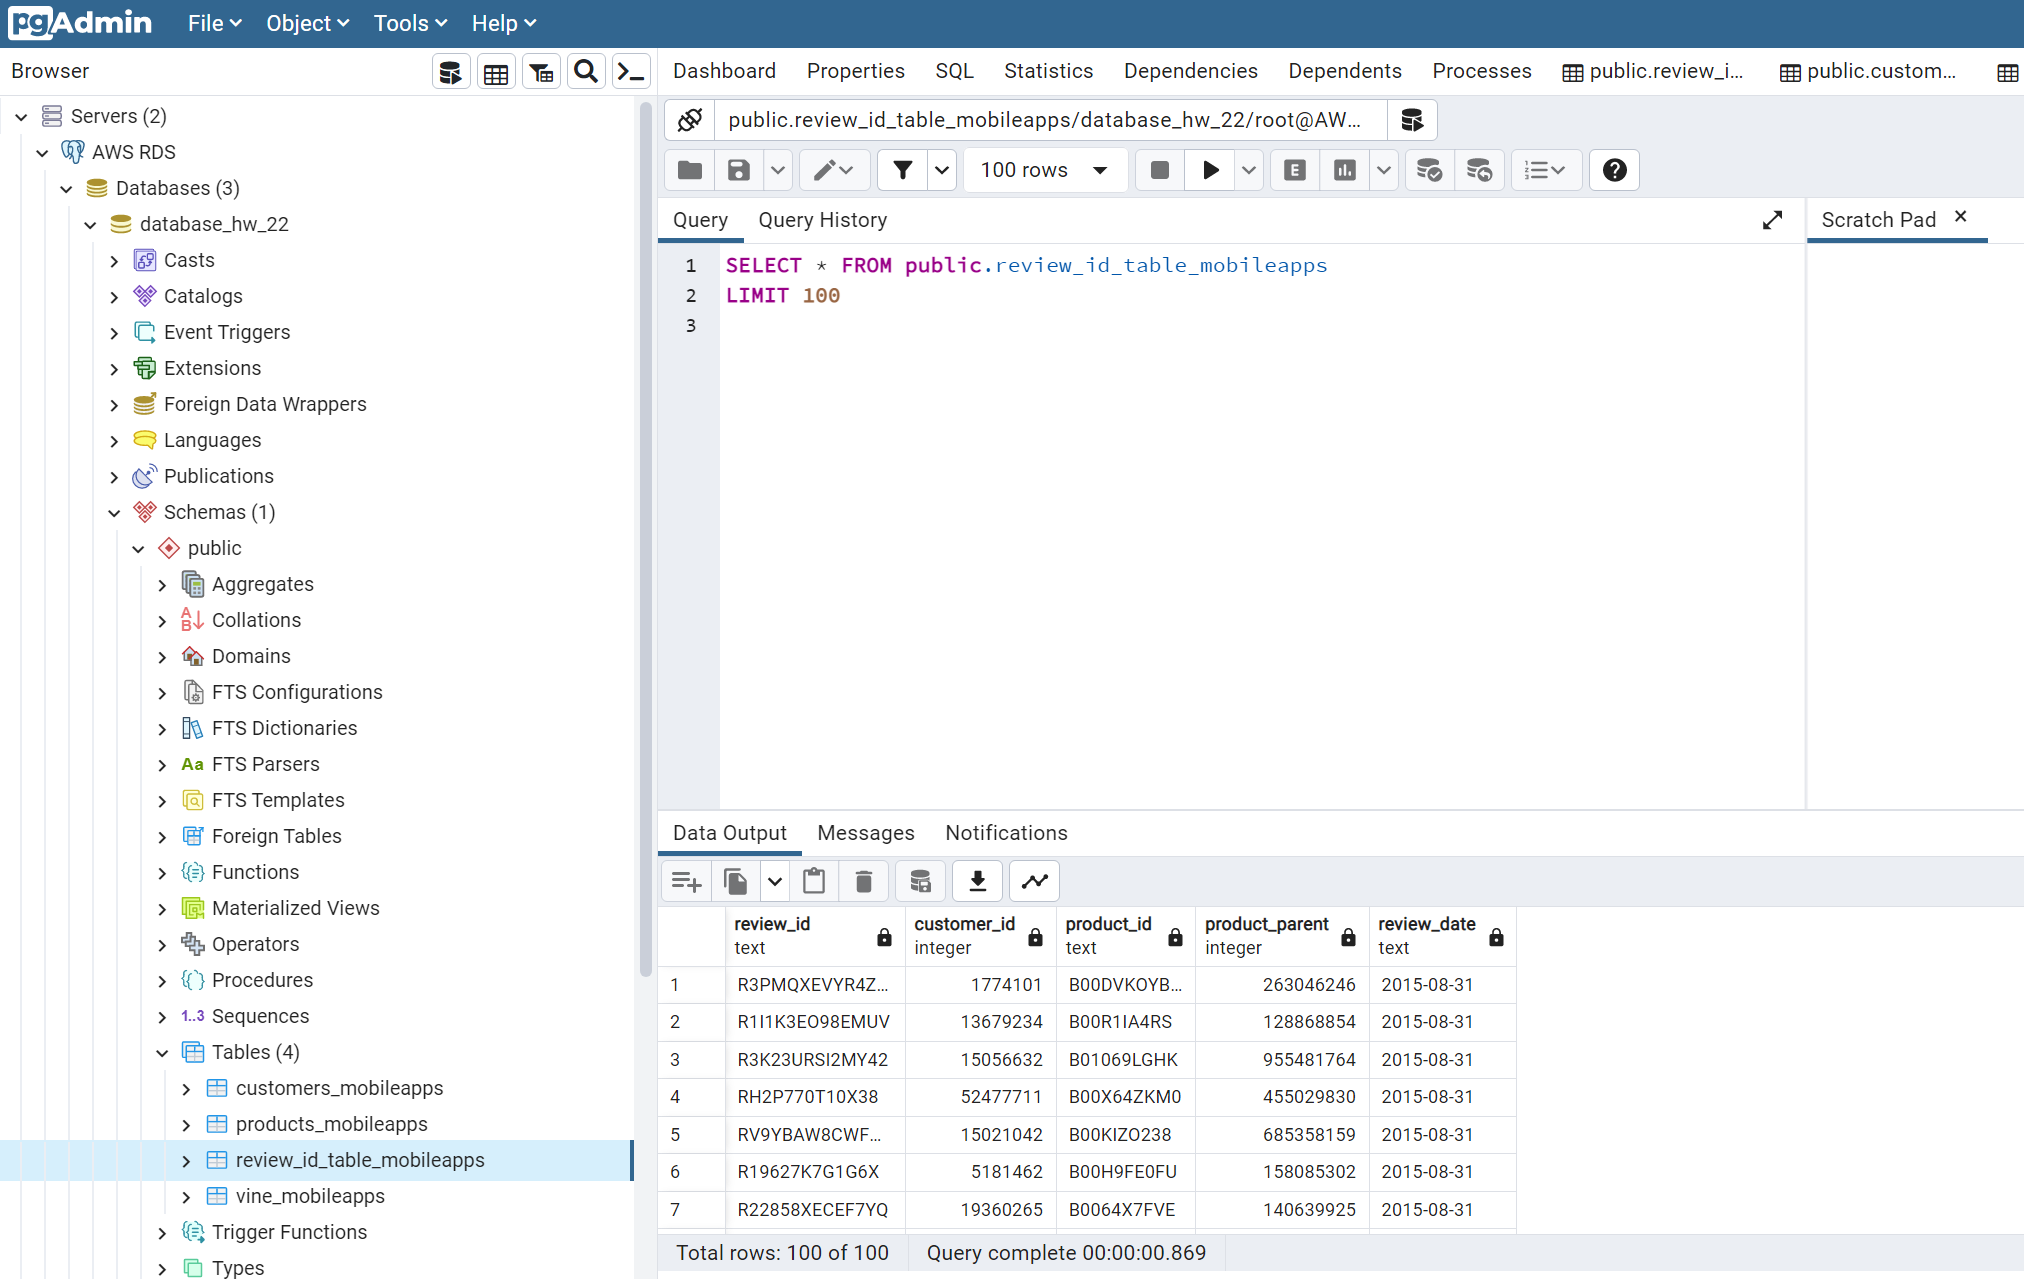 pgAdmin File Object Tools Help
Browser
Dashboard Properties SQL Statistics Dependencies Dependents Processes public.review_i... public.custom...
Servers (2)
AWS RDS
Databases (3)
database_hw_22
Casts
Catalogs
Event Triggers
Extensions
Foreign Data Wrappers
Languages
Publications
Schemas (1)
public
Aggregates
AB
Collations
Domains
FTS Configurations
FTS Dictionaries
Aa FTS Parsers
FTS Templates
Foreign Tables
Functions
Materialized Views
Operators
Procedures
1..3 Sequences
Tables (4)
customers_mobileapps
products_mobileapps
review_id_table_mobileapps
vine_mobileapps
Trigger Functions
Types
public.review_id_table_mobileapps/database_hw_22/root@AW...
100 rows E
Query Query History
Scratch Pad
1 SELECT * FROM public.review_id_table_mobileapps
2 LIMIT 100
3
Data Output Messages Notifications
review_id customer_id product_id product_parent review_date
text integer text integer text
1 R3PMQXEVYR4Z... 1774101 B00DVKOYB... 263046246 2015-08-31
2 R1I1K3EO98EMUV 13679234 B00R1IA4RS 128868854 2015-08-31
3 R3K23URSI2MY42 15056632 B01069LGHK 955481764 2015-08-31
4 RH2P770T10X38 52477711 B00X64ZKM0 455029830 2015-08-31
5 RV9YBAW8CWF... 15021042 B00KIZO238 685358159 2015-08-31
6 R19627K7G1G6X 5181462 B00H9FE0FU 158085302 2015-08-31
7 R22858XECEF7YQ 19360265 B0064X7FVE 140639925 2015-08-31
Total rows: 100 of 100 Query complete 00:00:00.869